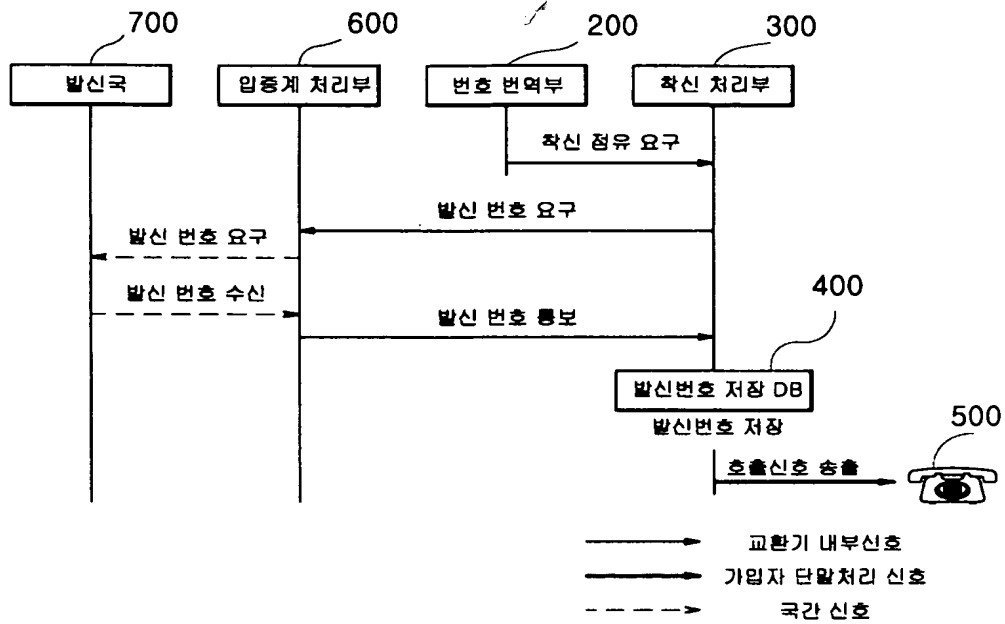 700
600
200
300
발신국
입중계 처리부
번호 번역부
착신 처리부
착신 점유 요구
발신 번호 요구
발신 번호 요구
발신 번호 수신
발신 번호 통보
400
발신번호 저장 DB
발신번호 저장
500
호출신호 송출
교환기 내부신호
가입자 단말처리 신호
국간 신호